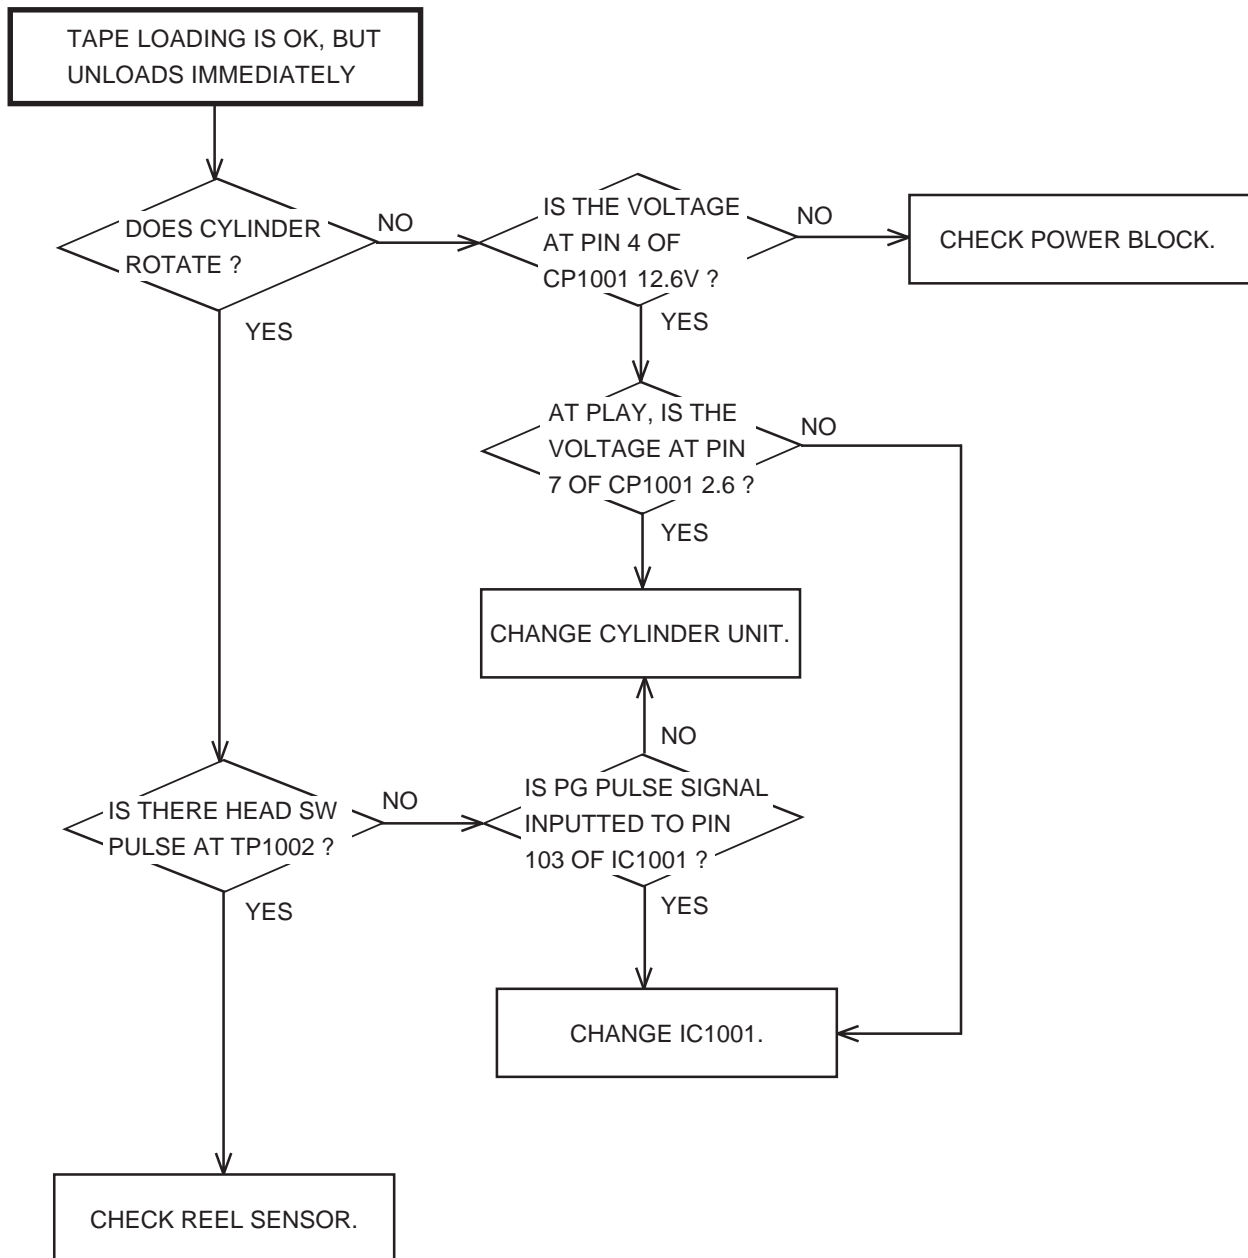 TAPE LOADING IS OK, BUT
UNLOADS IMMEDIATELY
DOES CYLINDER
ROTATE ?
NO
YES
IS THE VOLTAGE
AT PIN 4 OF
CP1001 12.6V ?
NO
YES
CHECK POWER BLOCK.
AT PLAY, IS THE
VOLTAGE AT PIN
7 OF CP1001 2.6 ?
NO
YES
CHANGE CYLINDER UNIT.
NO
IS THERE HEAD SW
PULSE AT TP1002 ?
NO
YES
IS PG PULSE SIGNAL
INPUTTED TO PIN
103 OF IC1001 ?
YES
CHANGE IC1001.
CHECK REEL SENSOR.